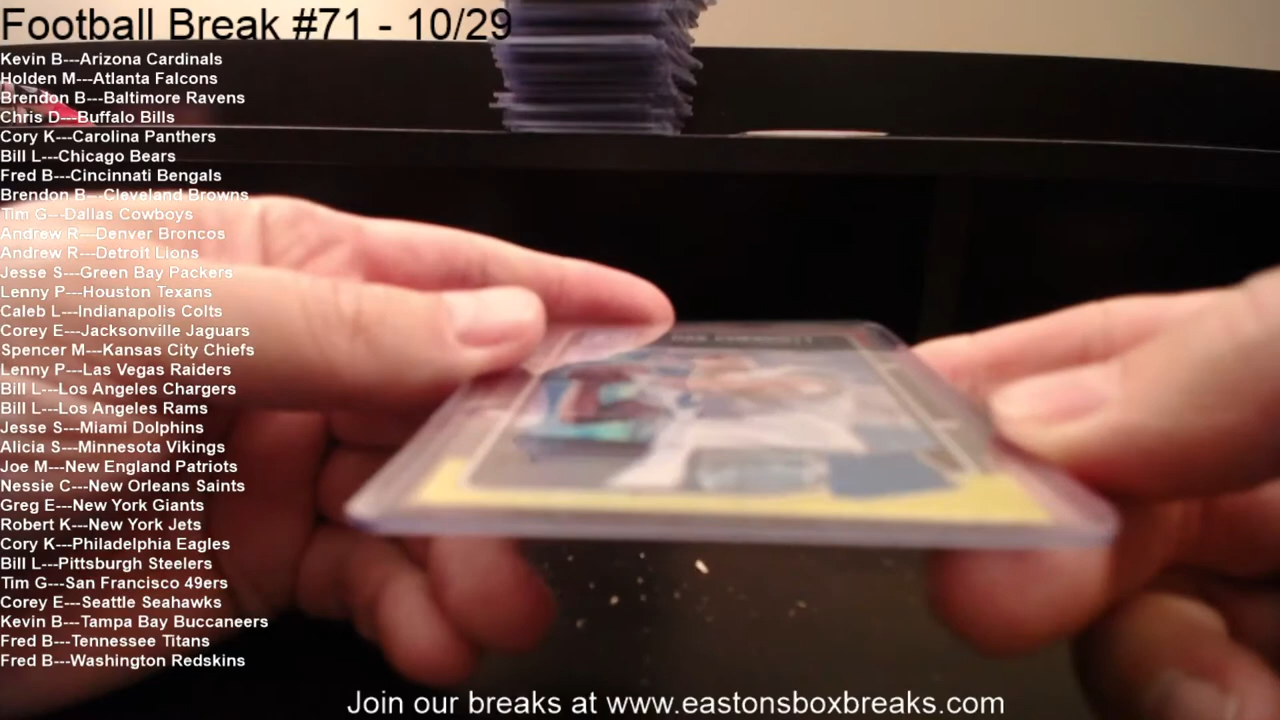 Football Break #71 - 10/29
Kevin B---Arizona Cardinals
Holden M---Atlanta Falcons
Brendon B---Baltimore Ravens
Chris D---Buffalo Bills
Cory K---Carolina Panthers
Bill L---Chicago Bears
Fred B---Cincinnati Bengals
Brendon B---Cleveland Browns
Tim G---Dallas Cowboys
Andrew R---Denver Broncos
Andrew R---Detroit Lions
Jesse S---Green Bay Packers
Lenny P---Houston Texans
Caleb L---Indianapolis Colts
Corey E---Jacksonville Jaguars
Spencer M---Kansas City Chiefs
Lenny P---Las Vegas Raiders
Bill L---Los Angeles Chargers
Bill L---Los Angeles Rams
Jesse S---Miami Dolphins
Alicia S---Minnesota Vikings
Joe M---New England Patriots
Nessie C---New Orleans Saints
Greg E---New York Giants
Robert K---New York Jets
Cory K---Philadelphia Eagles
Bill L---Pittsburgh Steelers
Tim G---San Francisco 49ers
Corey E---Seattle Seahawks
Kevin B---Tampa Bay Buccaneers
Fred B---Tennessee Titans
Fred B---Washington Redskins
Join our breaks at www.eastonsboxbreaks.com